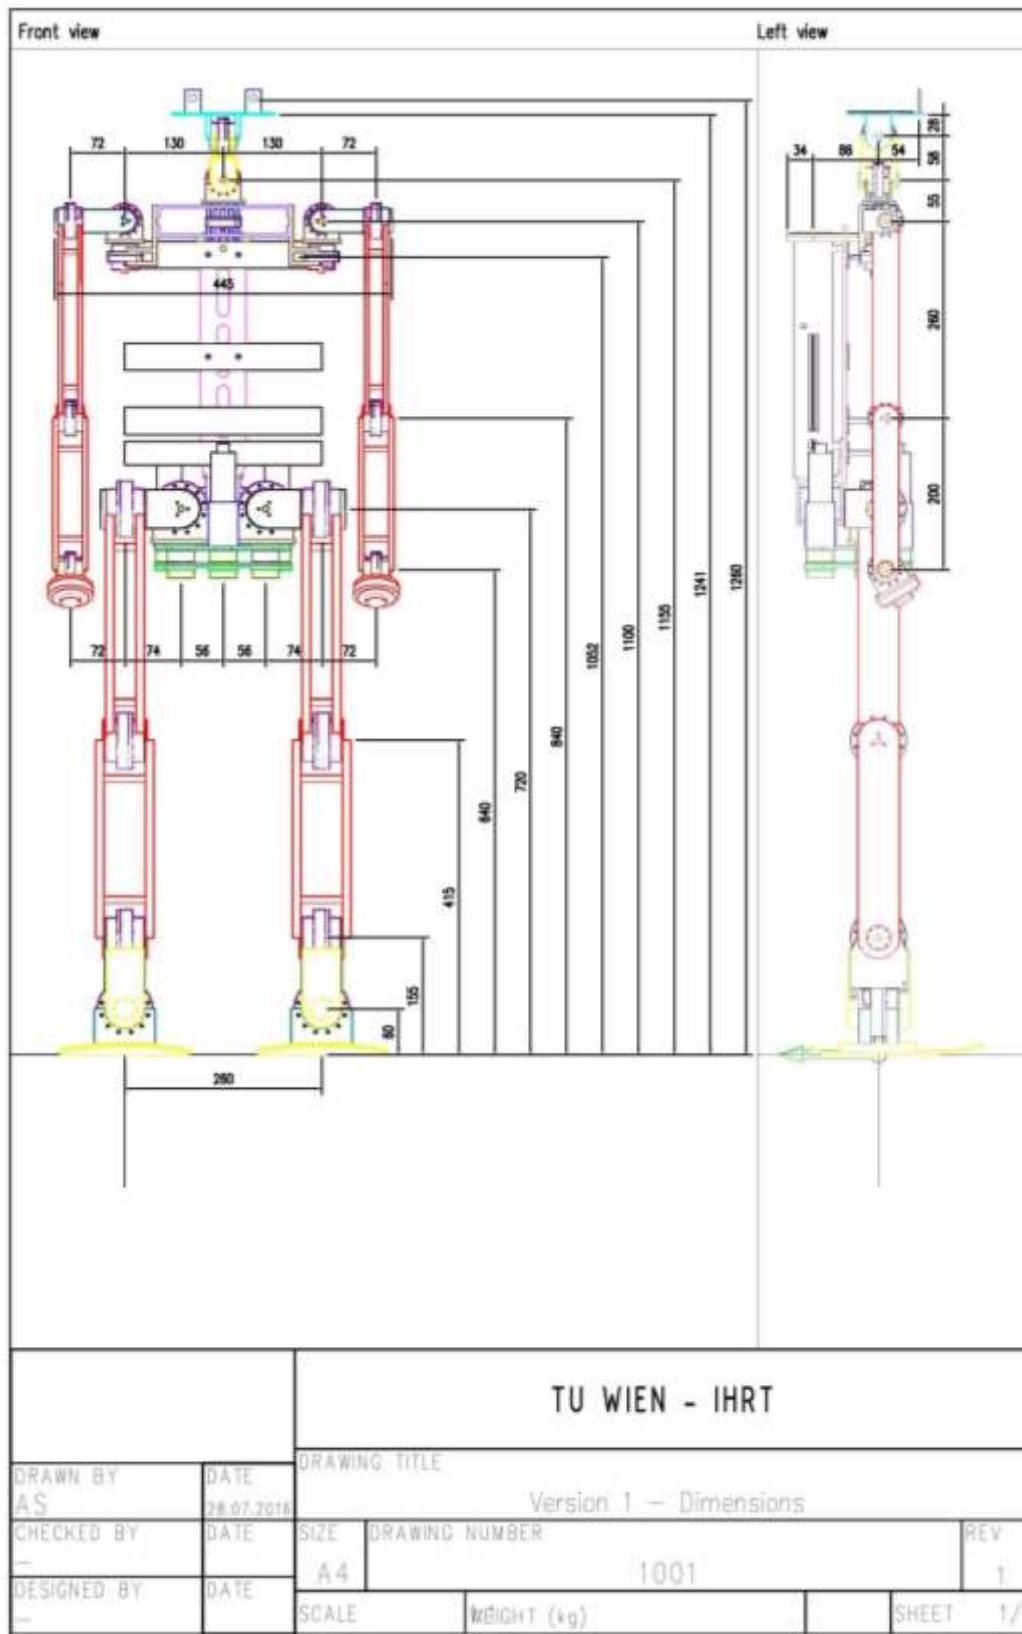 Front view Left view
72 130 130 72
28
34 86 54
58
55
445
260
200
72 74 56 56 74 72
1260
1241
1155
1100
1052
840
720
640
415
155
60
260
TU WIEN - IHRT
DRAWING TITLE
Version 1 - Dimensions
DRAWN BY DATE
AS 28.07.2016
CHECKED BY DATE
-
SIZE DRAWING NUMBER REV
A4 1001 1
DESIGNED BY DATE
-
SCALE WEIGHT (kg) SHEET 1/